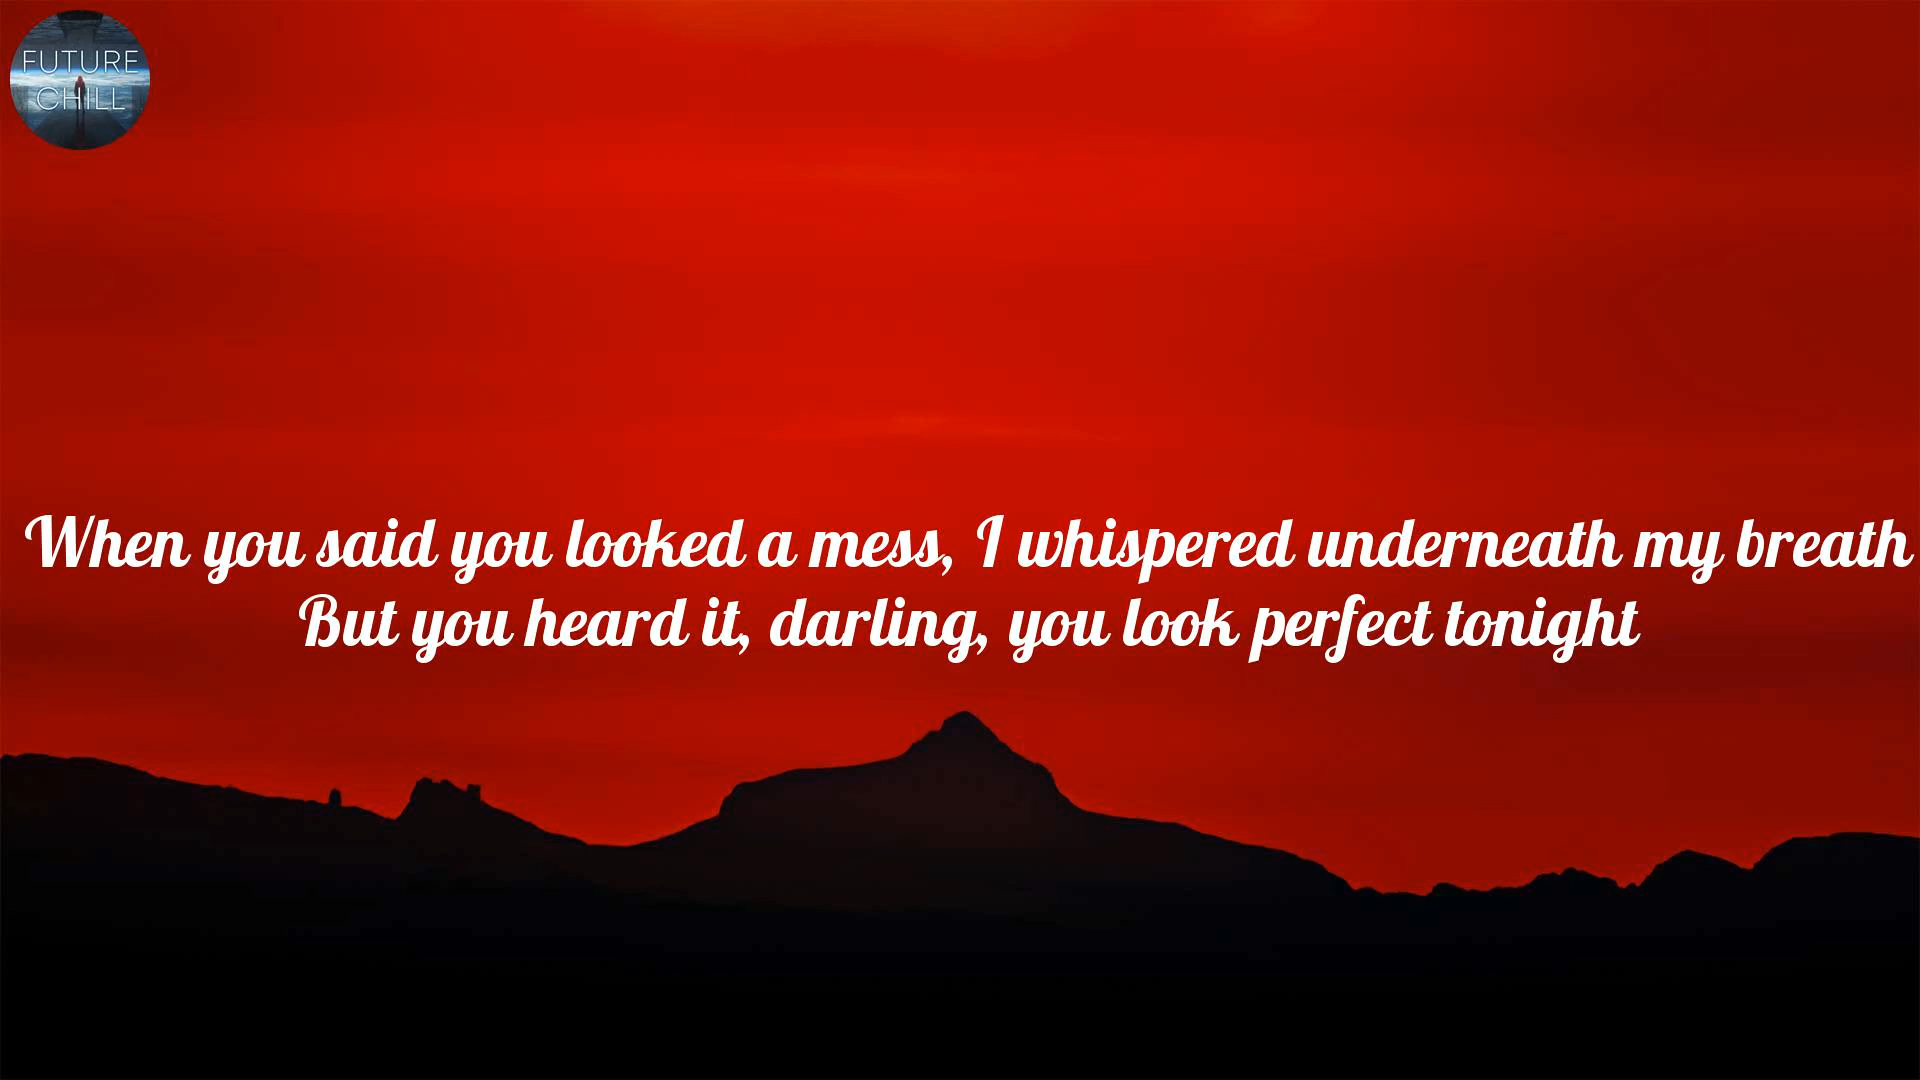 FUTURE
CHILL
When you said you looked a mess, I whispered underneath my breath
But you heard it, darling, you look perfect tonight